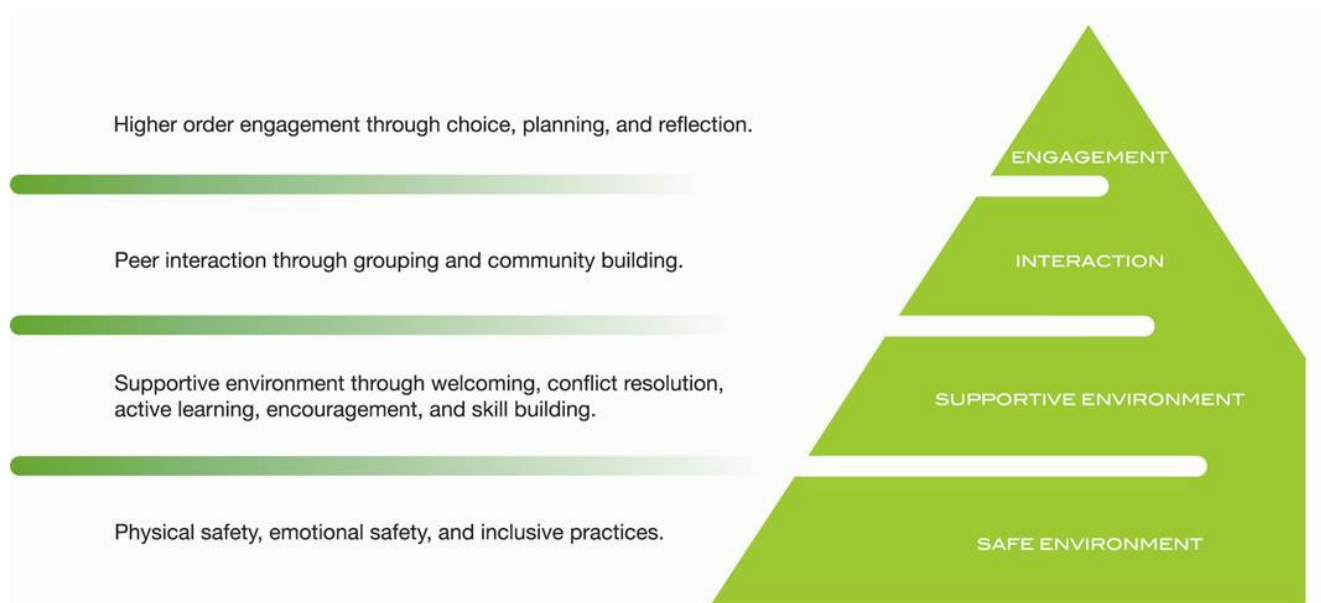 Higher order engagement through choice, planning, and reflection.
ENGAGEMENT
Peer interaction through grouping and community building.
INTERACTION
Supportive environment through welcoming, conflict resolution,
active learning, encouragement, and skill building.
SUPPORTIVE ENVIRONMENT
Physical safety, emotional safety, and inclusive practices.
SAFE ENVIRONMENT